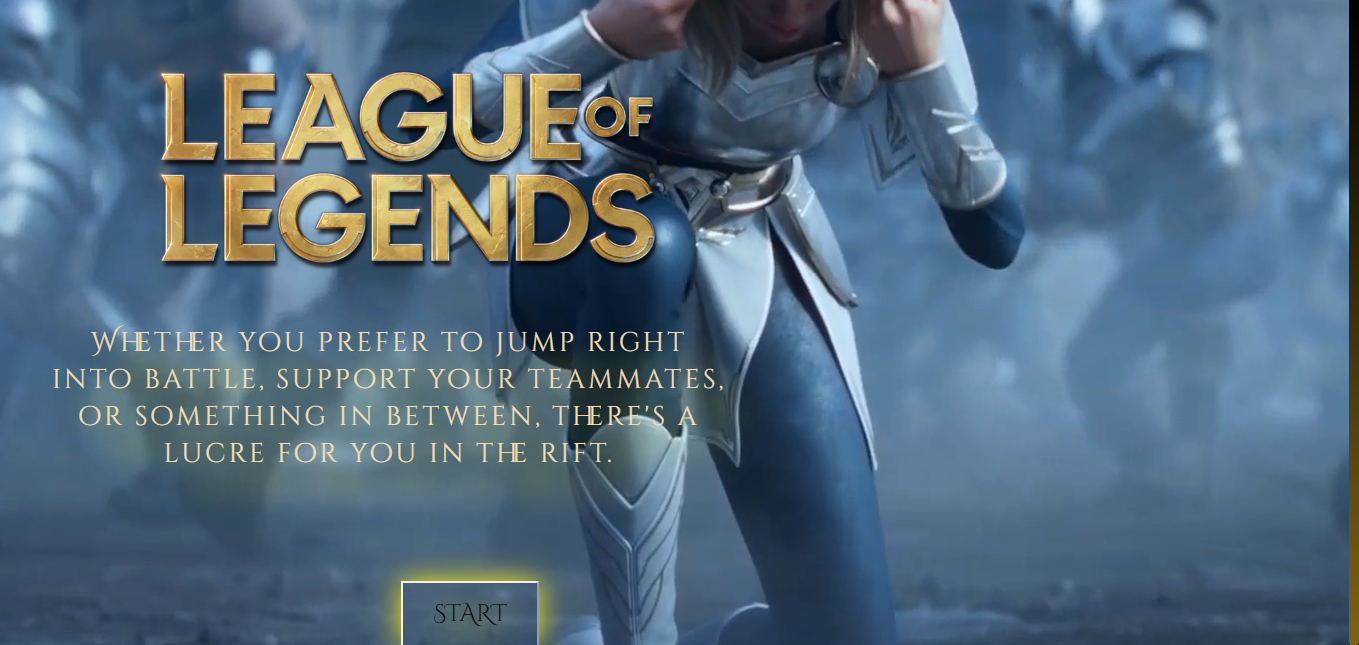 LEAGUE OF
LEGENDS
WHETHER YOU PREFER TO JUMP RIGHT
INTO BATTLE, SUPPORT YOUR TEAMMATES,
OR SOMETHING IN BETWEEN, THERE'S A
LUCRE FOR YOU IN THE RIFT.
START